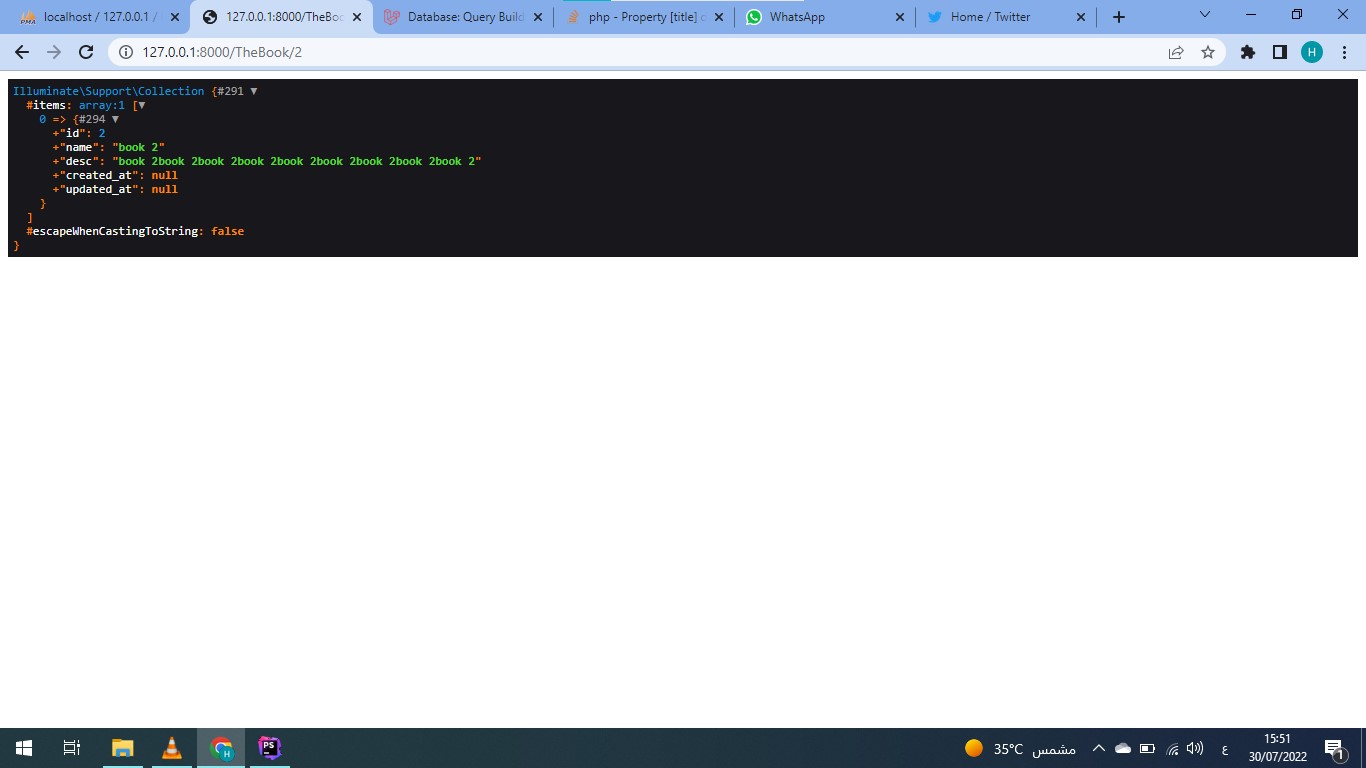 localhost / 127.0.0.1 /
127.0.0.1:8000/TheBoo
Database: Query Build
php - Property [title] d
WhatsApp
Home / Twitter
127.0.0.1:8000/TheBook/2
H
Illuminate\Support\Collection {#291 ▼
#items: array:1 [▼
0 => {#294 ▼
+"id": 2
+"name": "book 2"
+"desc": "book 2book 2book 2book 2book 2book 2book 2book 2book 2"
+"created_at": null
+"updated_at": null
}
]
#escapeWhenCastingToString: false
}
H
PS
35°C مشمس
ع
15:51
30/07/2022
1